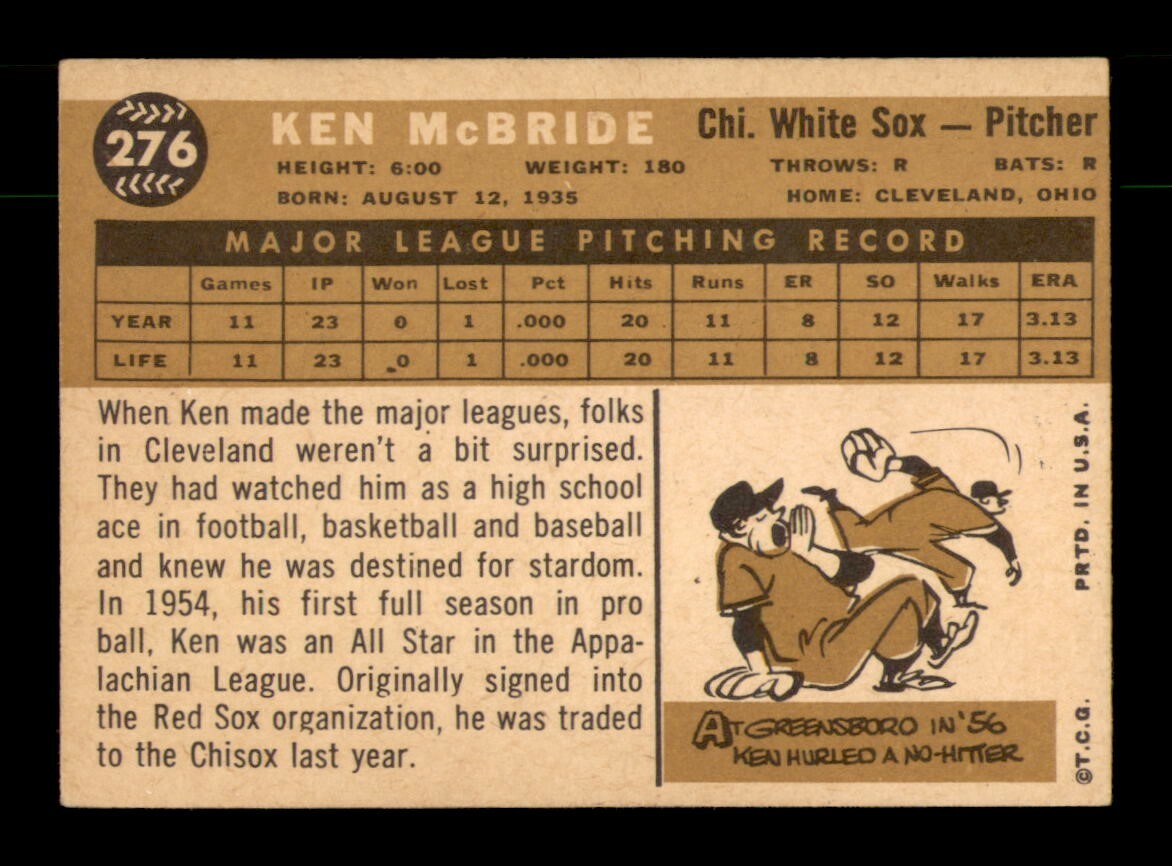 276
KEN McBRIDE Chi. White Sox — Pitcher
HEIGHT: 6:00 WEIGHT: 180 THROWS: R BATS: R
BORN: AUGUST 12, 1935 HOME: CLEVELAND, OHIO
MAJOR LEAGUE PITCHING RECORD
Games IP Won Lost Pct Hits Runs ER SO Walks ERA
YEAR 11 23 0 1 .000 20 11 8 12 17 3.13
LIFE 11 23 0 1 .000 20 11 8 12 17 3.13
When Ken made the major leagues, folks
in Cleveland weren't a bit surprised.
They had watched him as a high school
ace in football, basketball and baseball
and knew he was destined for stardom.
In 1954, his first full season in pro
ball, Ken was an All Star in the Appa-
lachian League. Originally signed into
the Red Sox organization, he was traded
to the Chisox last year.
AT GREENSBORO IN '56
KEN HURLED A NO-HITTER
©T.C.G. PRTD. IN U.S.A.